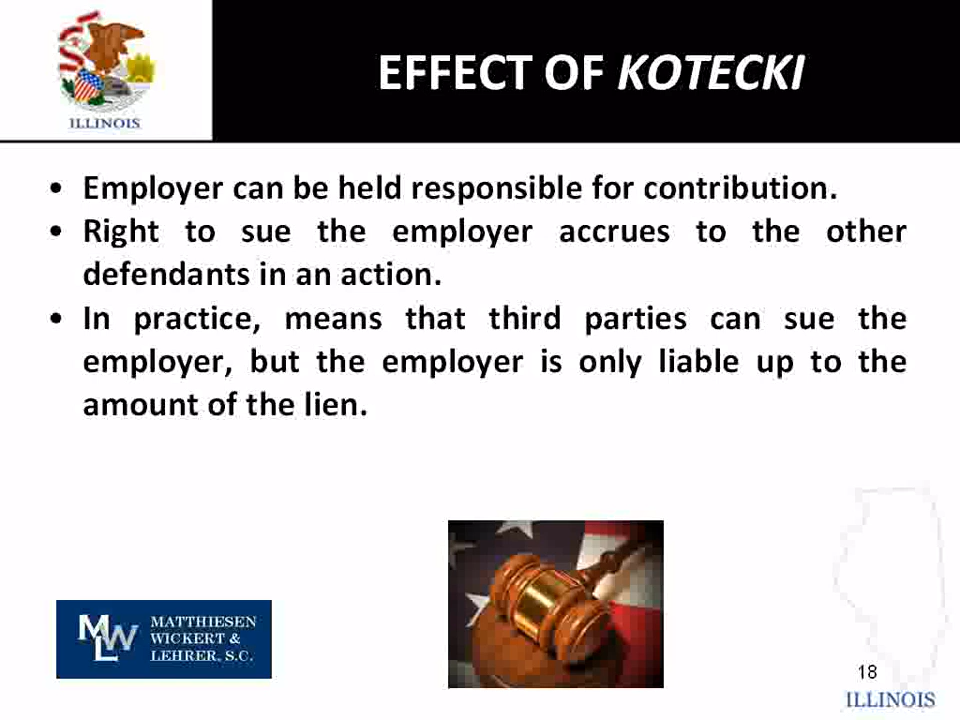 ILLINOIS
EFFECT OF KOTECKI
• Employer can be held responsible for contribution.
• Right to sue the employer accrues to the other
defendants in an action.
• In practice, means that third parties can sue the
employer, but the employer is only liable up to the
amount of the lien.
MWL
MATTHIESEN
WICKERT &
LEHRER, S.C.
18
ILLINOIS